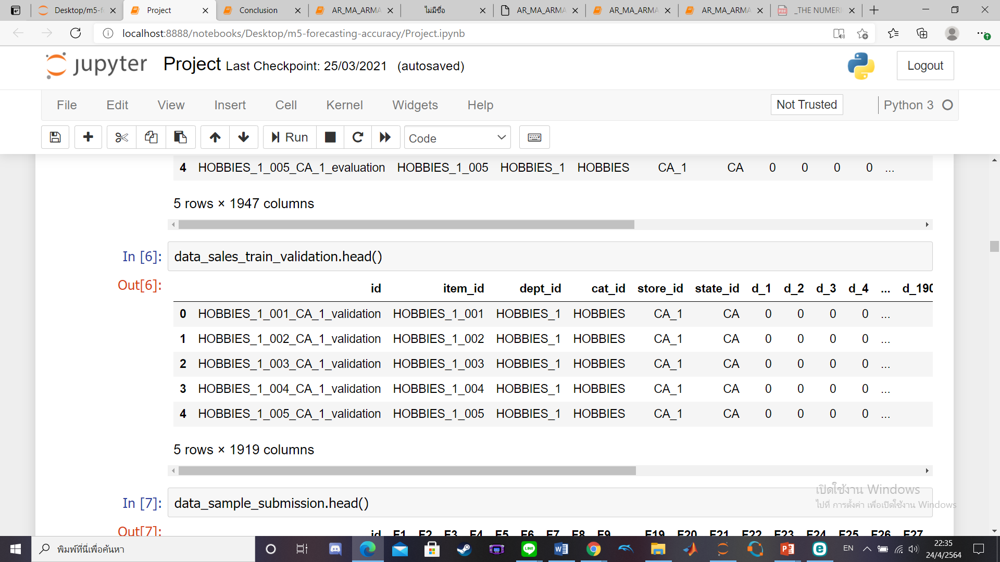 Desktop/m5-f
Project
Conclusion
AR_MA_ARMA
ไม่มีชื่อ
AR_MA_ARMA
AR_MA_ARMA
AR_MA_ARMA
_THE NUMERI
localhost:8888/notebooks/Desktop/m5-forecasting-accuracy/Project.ipynb
jupyter Project Last Checkpoint: 25/03/2021 (autosaved)
Logout
File Edit View Insert Cell Kernel Widgets Help
Not Trusted
Python 3
Run
Code
4 HOBBIES_1_005_CA_1_evaluation HOBBIES_1_005 HOBBIES_1 HOBBIES CA_1 CA 0 0 0 0 ...
5 rows × 1947 columns
In [6]: data_sales_train_validation.head()
Out[6]:
id item_id dept_id cat_id store_id state_id d_1 d_2 d_3 d_4 ... d_190
0 HOBBIES_1_001_CA_1_validation HOBBIES_1_001 HOBBIES_1 HOBBIES CA_1 CA 0 0 0 0 ...
1 HOBBIES_1_002_CA_1_validation HOBBIES_1_002 HOBBIES_1 HOBBIES CA_1 CA 0 0 0 0 ...
2 HOBBIES_1_003_CA_1_validation HOBBIES_1_003 HOBBIES_1 HOBBIES CA_1 CA 0 0 0 0 ...
3 HOBBIES_1_004_CA_1_validation HOBBIES_1_004 HOBBIES_1 HOBBIES CA_1 CA 0 0 0 0 ...
4 HOBBIES_1_005_CA_1_validation HOBBIES_1_005 HOBBIES_1 HOBBIES CA_1 CA 0 0 0 0 ...
5 rows × 1919 columns
เปิดใช้งาน Windows
ไปที่ การตั้งค่า เพื่อเปิดใช้งาน Windows
In [7]: data_sample_submission.head()
Out[7]:
id F1 F2 F3 F4 F5 F6 F7 F8 F9 F19 F20 F21 F22 F23 F24 F25 F26 F27
พิมพ์ที่นี่เพื่อค้นหา
EN
22:35
24/4/2564